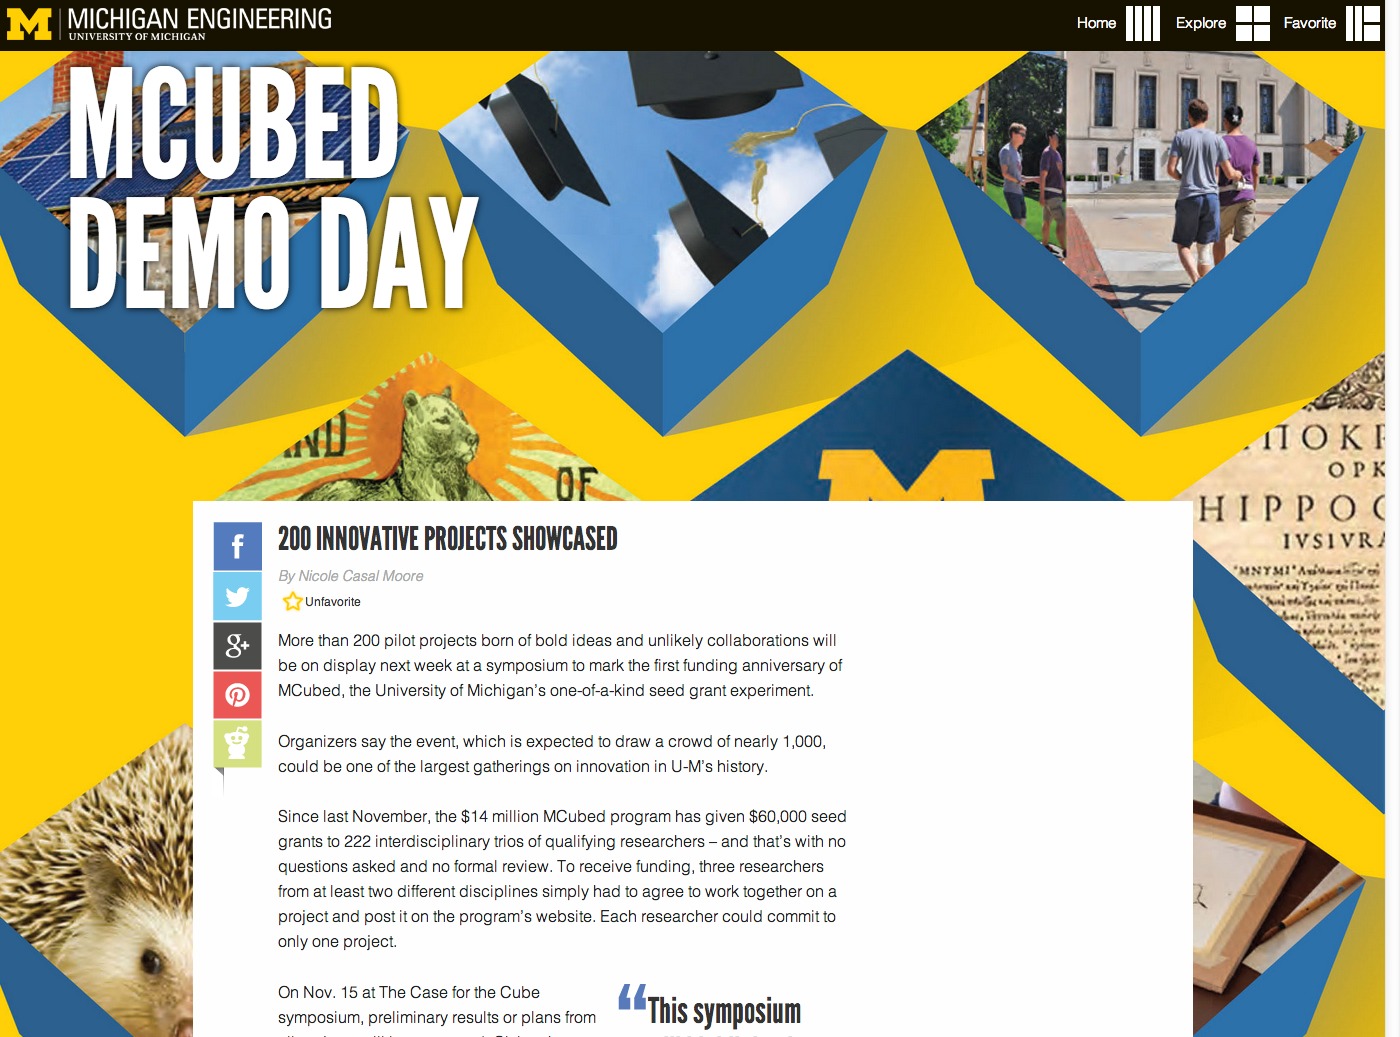 MICHIGAN ENGINEERING
UNIVERSITY OF MICHIGAN
Home
Explore
Favorite
MCUBED
DEMO DAY
OF
200 INNOVATIVE PROJECTS SHOWCASED
By Nicole Casal Moore
Unfavorite
More than 200 pilot projects born of bold ideas and unlikely collaborations will
be on display next week at a symposium to mark the first funding anniversary of
MCubed, the University of Michigan’s one-of-a-kind seed grant experiment.
Organizers say the event, which is expected to draw a crowd of nearly 1,000,
could be one of the largest gatherings on innovation in U-M’s history.
Since last November, the $14 million MCubed program has given $60,000 seed
grants to 222 interdisciplinary trios of qualifying researchers – and that’s with no
questions asked and no formal review. To receive funding, three researchers
from at least two different disciplines simply had to agree to work together on a
project and post it on the program’s website. Each researcher could commit to
only one project.
On Nov. 15 at The Case for the Cube
symposium, preliminary results or plans from
“This symposium